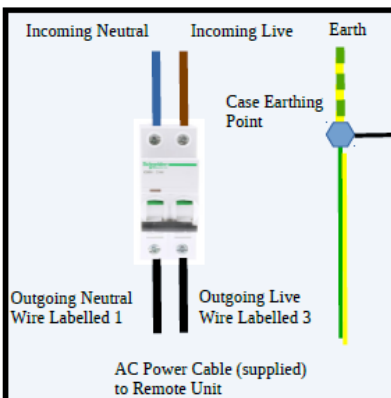 Incoming Neutral
Incoming Live
Earth
Case Earthing
Point
Schneider
Outgoing Neutral
Wire Labelled 1
Outgoing Live
Wire Labelled 3
AC Power Cable (supplied)
to Remote Unit